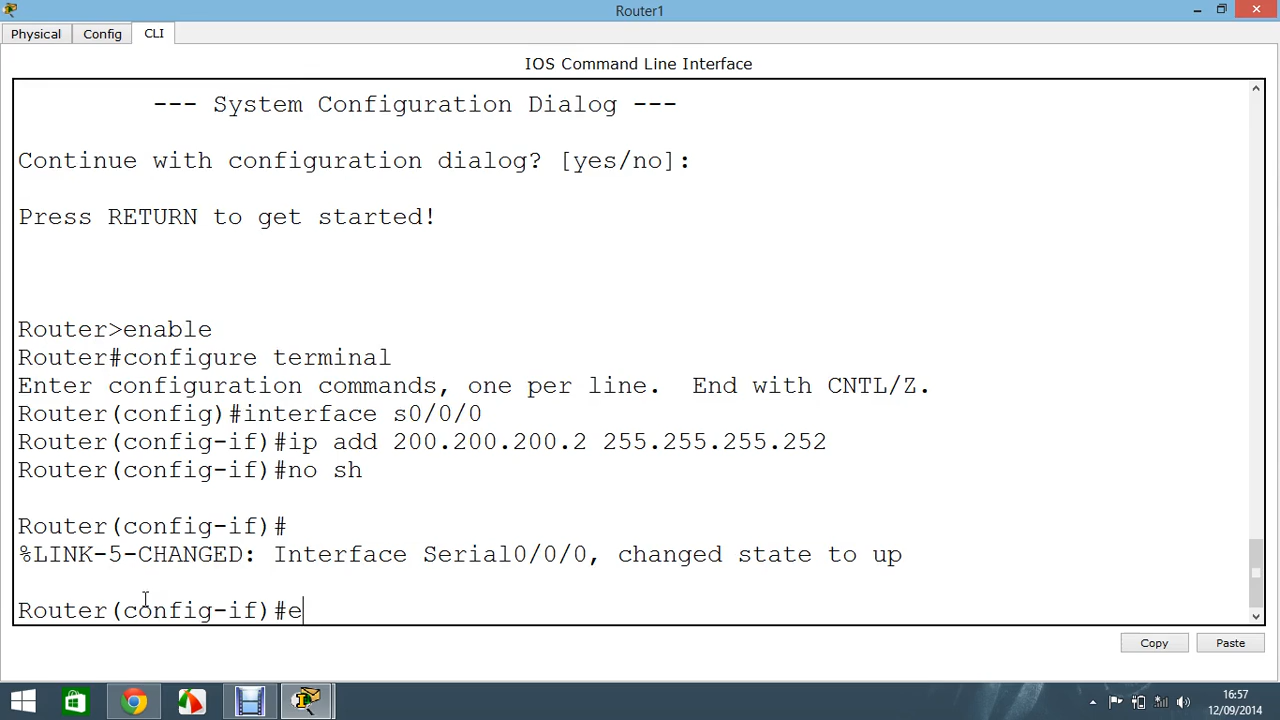 Router1
Physical Config CLI
IOS Command Line Interface
--- System Configuration Dialog ---
Continue with configuration dialog? [yes/no]:
Press RETURN to get started!
Router>enable
Router#configure terminal
Enter configuration commands, one per line.  End with CNTL/Z.
Router(config)#interface s0/0/0
Router(config-if)#ip add 200.200.200.2 255.255.255.252
Router(config-if)#no sh
Router(config-if)#
%LINK-5-CHANGED: Interface Serial0/0/0, changed state to up
Router(config-if)#e
Copy Paste
16:57
12/09/2014